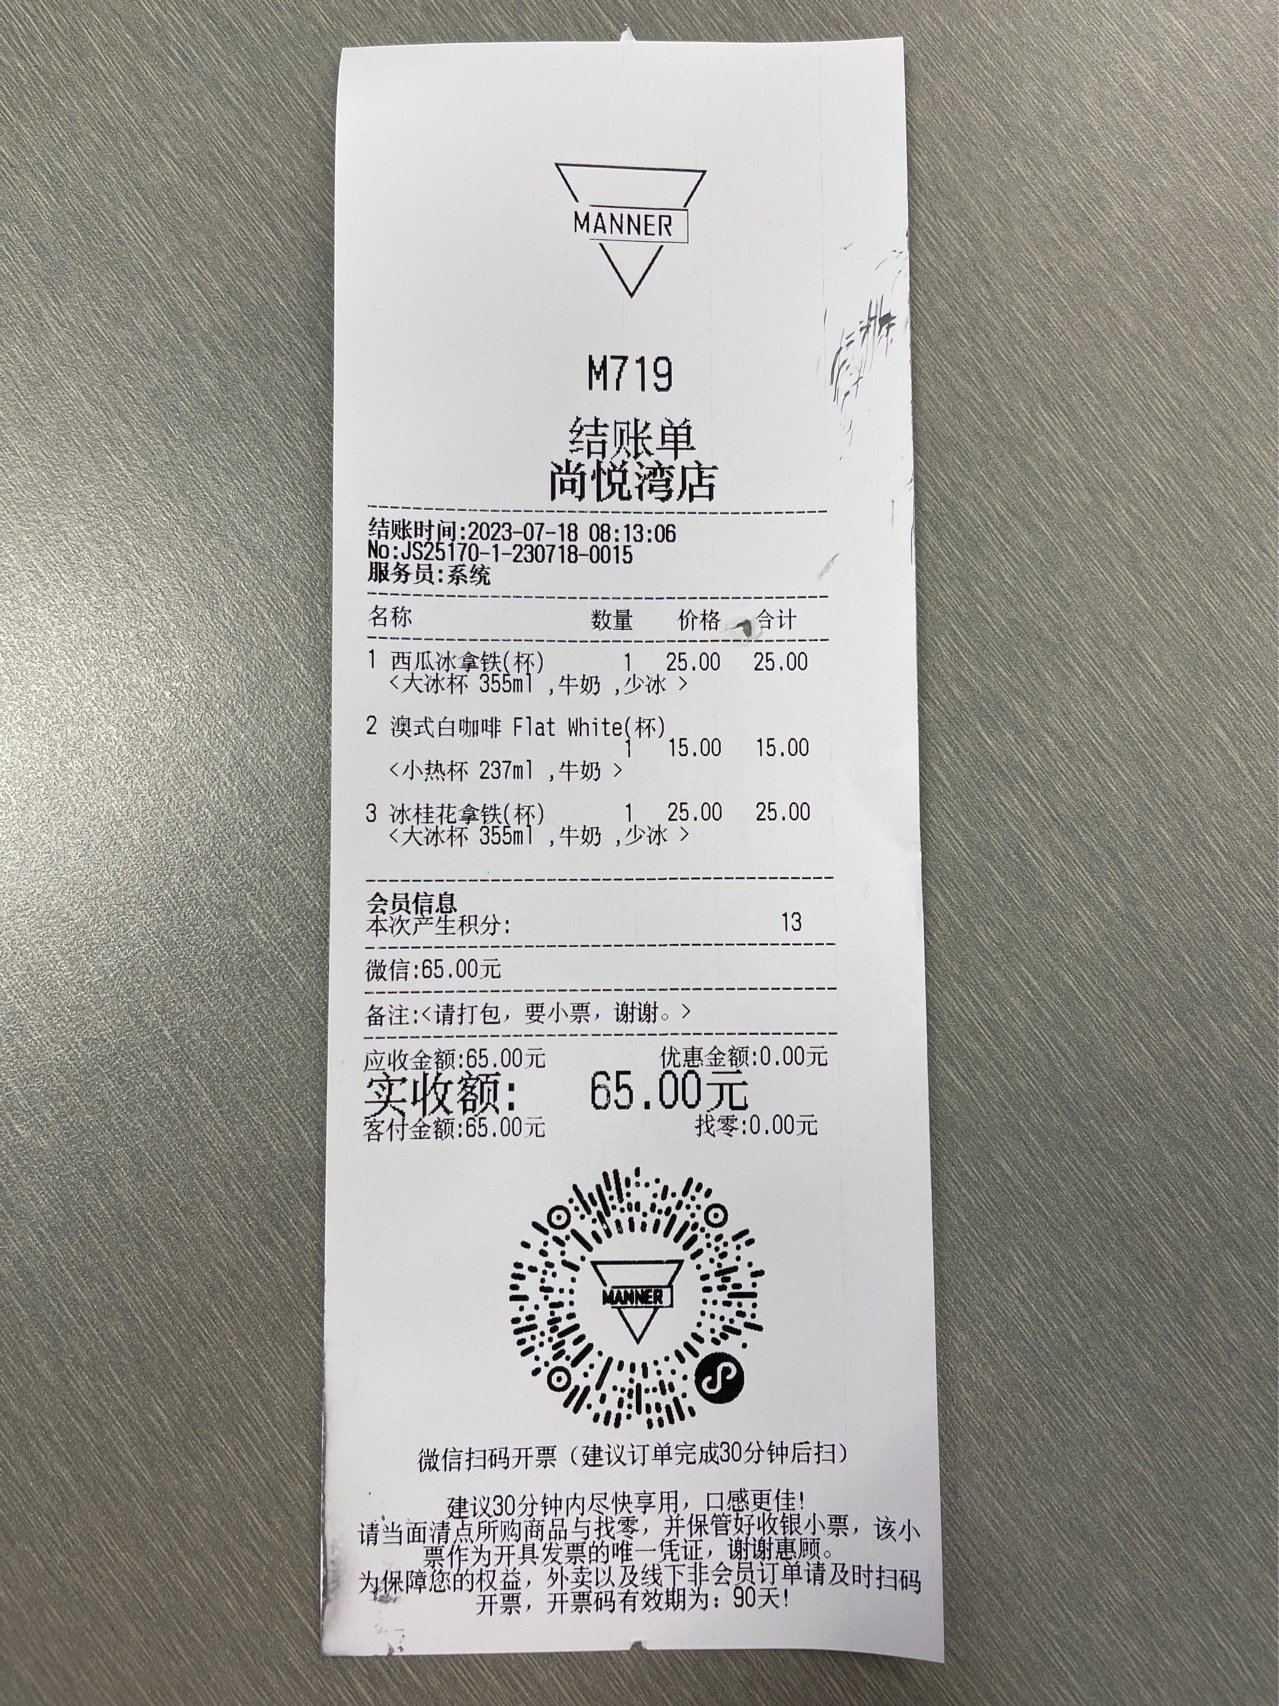 MANNER
M719
结账单
尚悦湾店
结账时间:2023-07-18 08:13:06
No:JS25170-1-230718-0015
服务员:系统
名称 数量 价格 合计
1 西瓜冰拿铁(杯) 1 25.00 25.00
<大冰杯 355ml ,牛奶 ,少冰 >
2 澳式白咖啡 Flat White(杯)
1 15.00 15.00
<小热杯 237ml ,牛奶 >
3 冰桂花拿铁(杯) 1 25.00 25.00
<大冰杯 355ml ,牛奶 ,少冰 >
会员信息
本次产生积分: 13
微信:65.00元
备注:<请打包，要小票，谢谢。>
应收金额:65.00元 优惠金额:0.00元
实收额: 65.00元
客付金额:65.00元 找零:0.00元
MANNER
微信扫码开票（建议订单完成30分钟后扫）
建议30分钟内尽快享用，口感更佳!
请当面清点所购商品与找零，并保管好收银小票，该小
票作为开具发票的唯一凭证，谢谢惠顾。
为保障您的权益，外卖以及线下非会员订单请及时扫码
开票，开票码有效期为：90天!